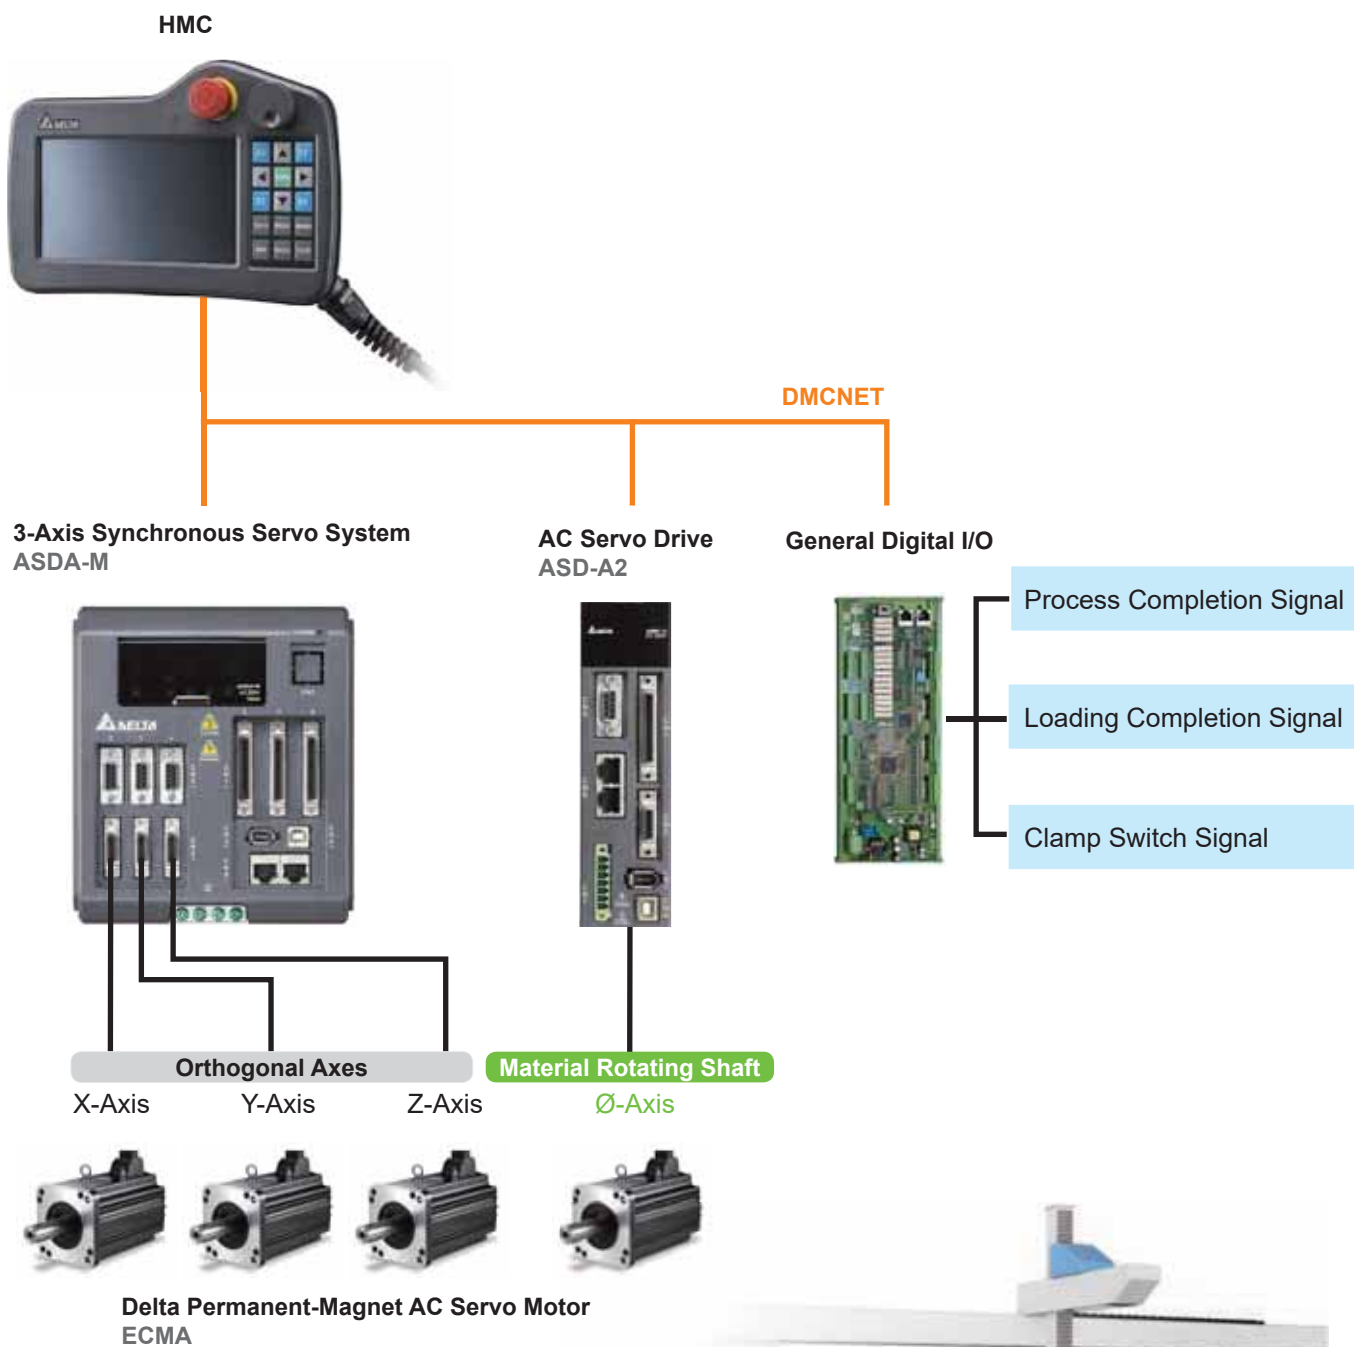 HMC
DELTA
DMCNET
3-Axis Synchronous Servo System
ASDA-M
AC Servo Drive
ASD-A2
General Digital I/O
Process Completion Signal
Loading Completion Signal
Clamp Switch Signal
DELTA
Orthogonal Axes
Material Rotating Shaft
X-Axis
Y-Axis
Z-Axis
Ø-Axis
Delta Permanent-Magnet AC Servo Motor
ECMA